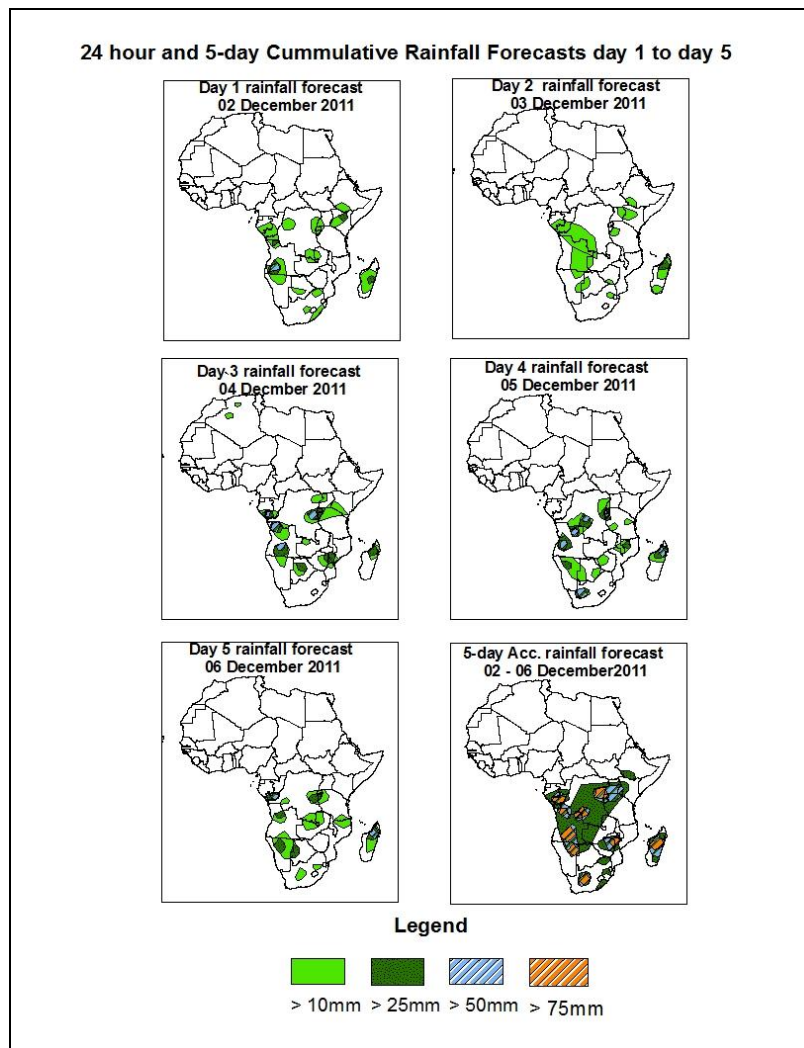 24 hour and 5-day Cummulative Rainfall Forecasts day 1 to day 5
Day 1 rainfall forecast
02 December 2011
Day 2 rainfall forecast
03 December 2011
Day 3 rainfall forecast
04 Decmber 2011
Day 4 rainfall forecast
05 December 2011
Day 5 rainfall forecast
06 December 2011
5-day Acc. rainfall forecast
02 - 06 December2011
Legend
> 10mm > 25mm > 50mm > 75mm